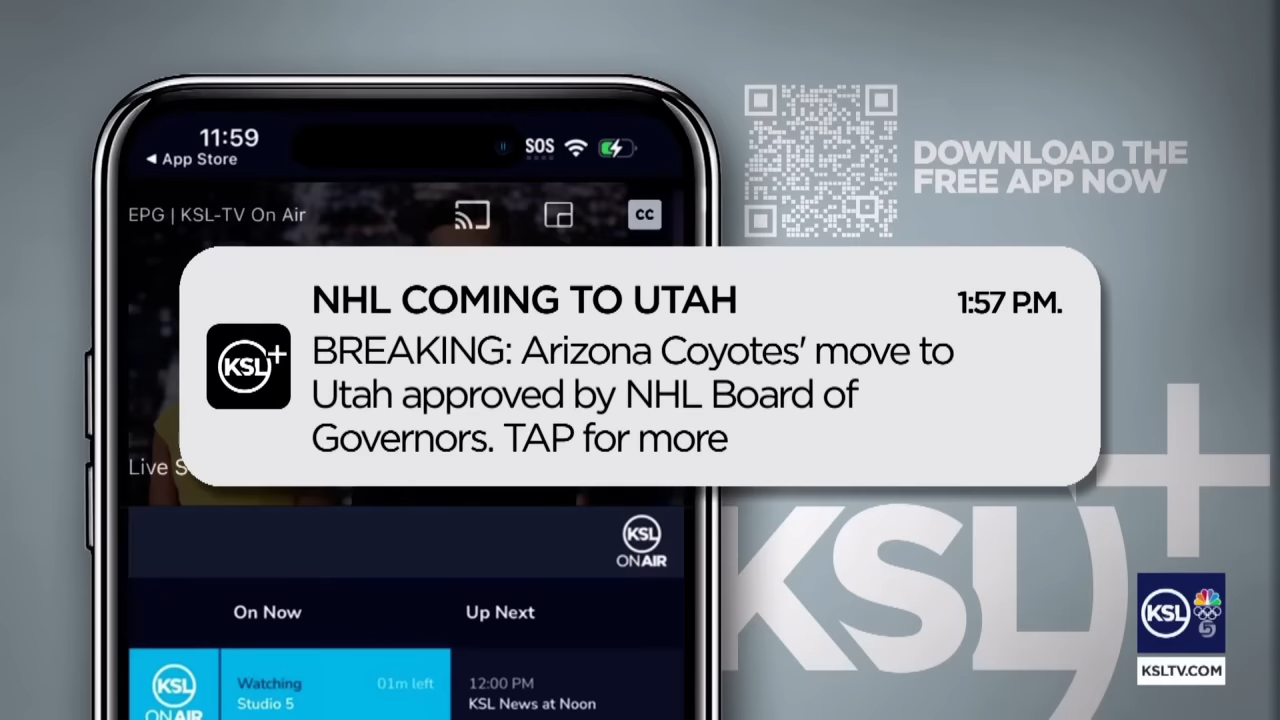 11:59
SOS
◀ App Store
EPG | KSL-TV On Air
CC
DOWNLOAD THE
FREE APP NOW
NHL COMING TO UTAH
1:57 P.M.
KSL+
BREAKING: Arizona Coyotes' move to
Utah approved by NHL Board of
Governors. TAP for more
Live S
KSL
ON AIR
On Now
Up Next
KSL
ON AIR
Watching
01m left
Studio 5
12:00 PM
KSL News at Noon
KSL+
KSL
5
KSLTV.COM